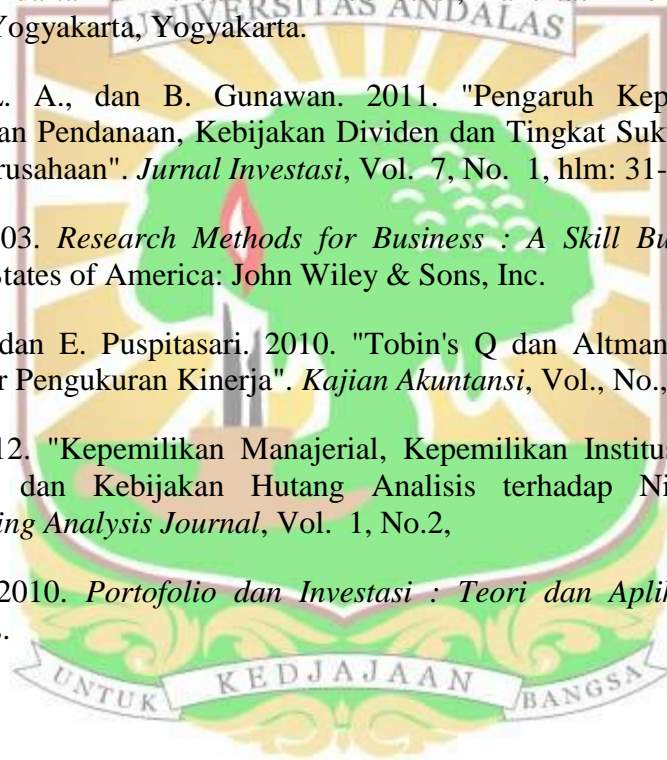 Yogyakarta, Yogyakarta.
UNIVERSITAS ANDALAS
L. A., dan B. Gunawan. 2011. "Pengaruh Kep
an Pendanaan, Kebijakan Dividen dan Tingkat Suk
rusahaan". Jurnal Investasi, Vol. 7, No. 1, hlm: 31-
03. Research Methods for Business : A Skill Bu
States of America: John Wiley & Sons, Inc.
dan E. Puspitasari. 2010. "Tobin's Q dan Altman
r Pengukuran Kinerja". Kajian Akuntansi, Vol., No.,
12. "Kepemilikan Manajerial, Kepemilikan Institus
dan Kebijakan Hutang Analisis terhadap Ni
ing Analysis Journal, Vol. 1, No.2,
2010. Portofolio dan Investasi : Teori dan Aplik
UNTUK KEDJAJAAN BANGSA